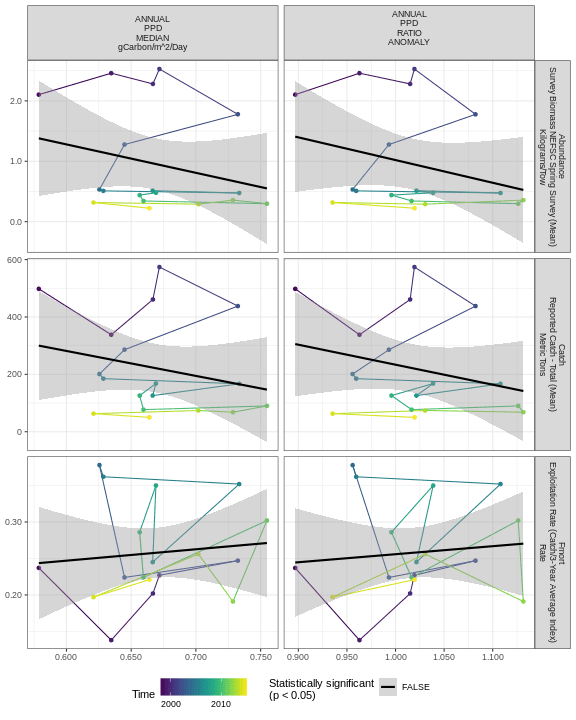 ANNUAL
PPD
MEDIAN
gCarbon/m^2/Day
ANNUAL
PPD
RATIO
ANOMALY
2.0
1.0
0.0
Abundance
Survey Biomass NEFSC Spring Survey (Mean)
Kilograms/Tow
600
400
200
0
Catch
Reported Catch - Total (Mean)
Metric Tons
0.30
0.20
Fmort
Exploitation Rate (Catch/3-Year Average Index)
Rate
0.600
0.650
0.700
0.750
0.900
0.950
1.000
1.050
1.100
Time
2000
2010
Statistically significant
(p < 0.05)
FALSE